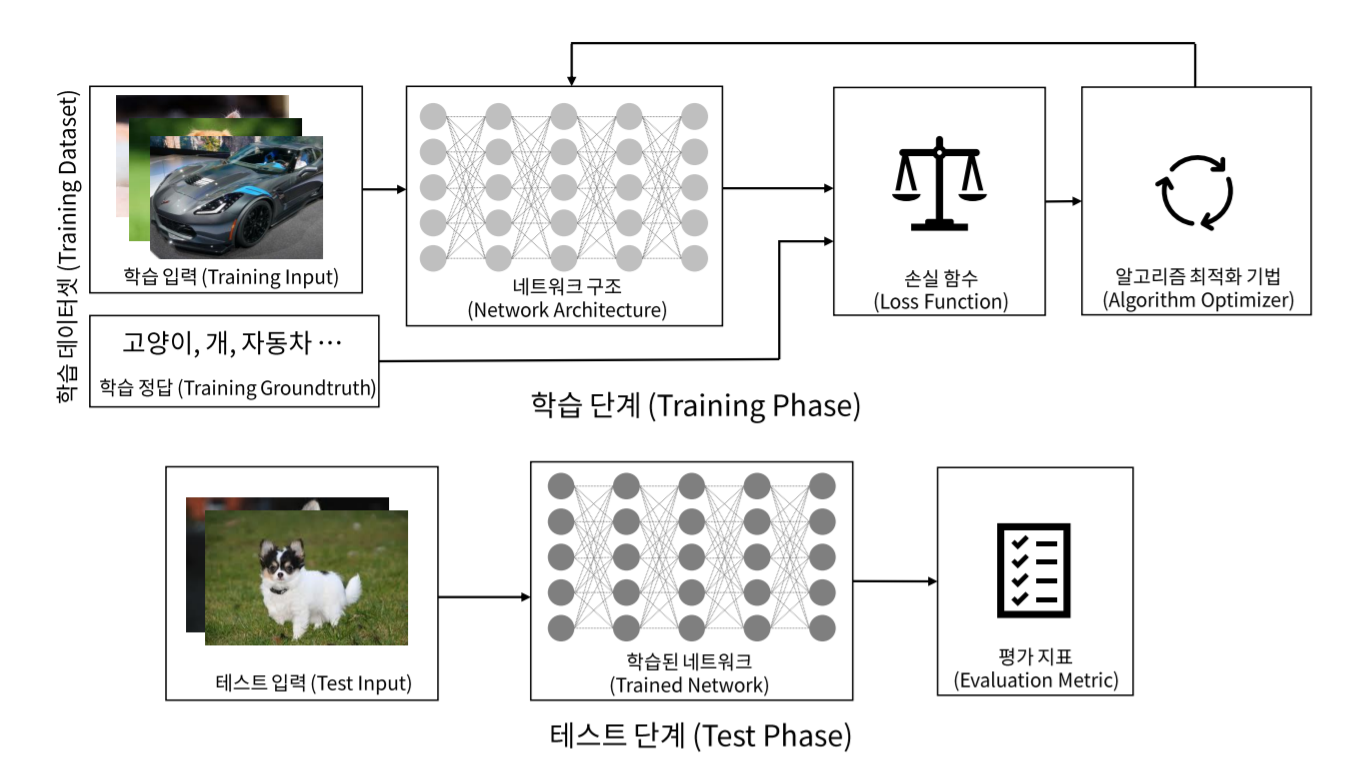 학습 데이터셋 (Training Dataset)
학습 입력 (Training Input)
고양이, 개, 자동차 ⋯
학습 정답 (Training Groundtruth)
네트워크 구조
(Network Architecture)
손실 함수
(Loss Function)
알고리즘 최적화 기법
(Algorithm Optimizer)
학습 단계 (Training Phase)
테스트 입력 (Test Input)
학습된 네트워크
(Trained Network)
평가 지표
(Evaluation Metric)
테스트 단계 (Test Phase)